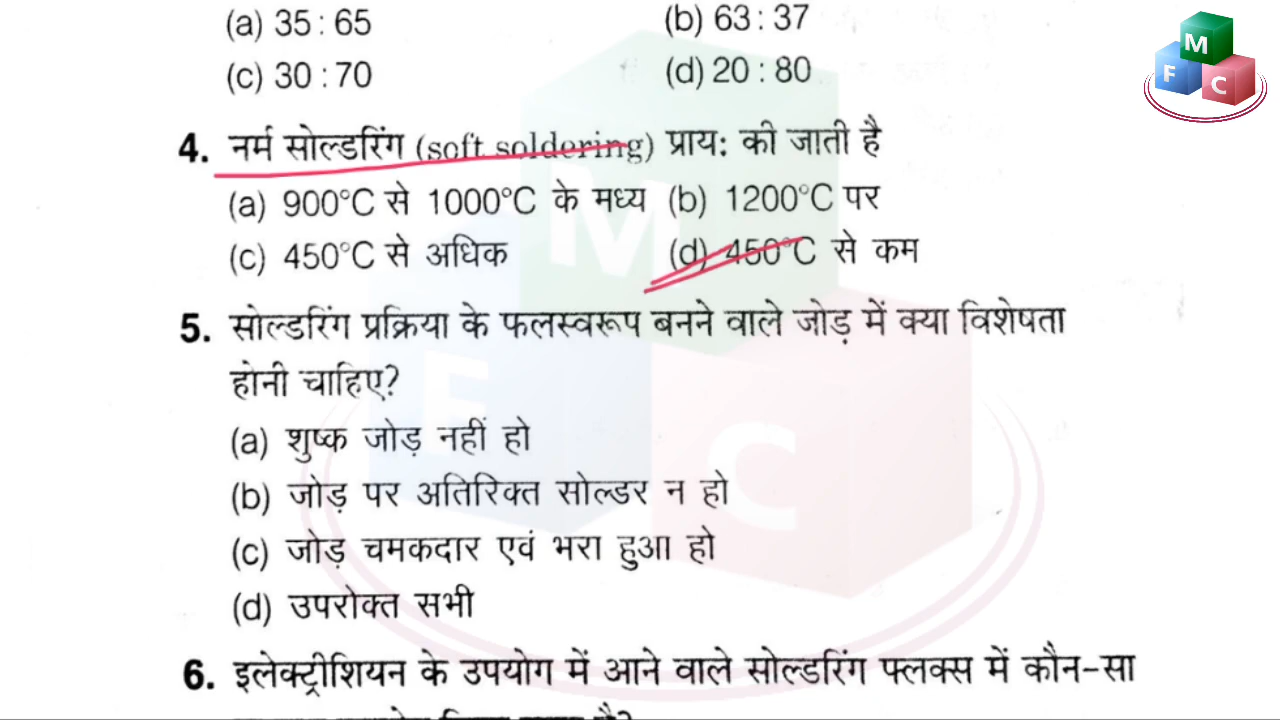 (a) 35 : 65 (b) 63 : 37
(c) 30 : 70 (d) 20 : 80
M
F C
4. नर्म सोल्डरिंग (soft soldering) प्रायः की जाती है
(a) 900°C से 1000°C के मध्य (b) 1200°C पर
(c) 450°C से अधिक (d) 450°C से कम
5. सोल्डरिंग प्रक्रिया के फलस्वरूप बनने वाले जोड़ में क्या विशेषता
होनी चाहिए?
(a) शुष्क जोड़ नहीं हो
(b) जोड़ पर अतिरिक्त सोल्डर न हो
(c) जोड़ चमकदार एवं भरा हुआ हो
(d) उपरोक्त सभी
6. इलेक्ट्रीशियन के उपयोग में आने वाले सोल्डरिंग फ्लक्स में कौन-सा
है?